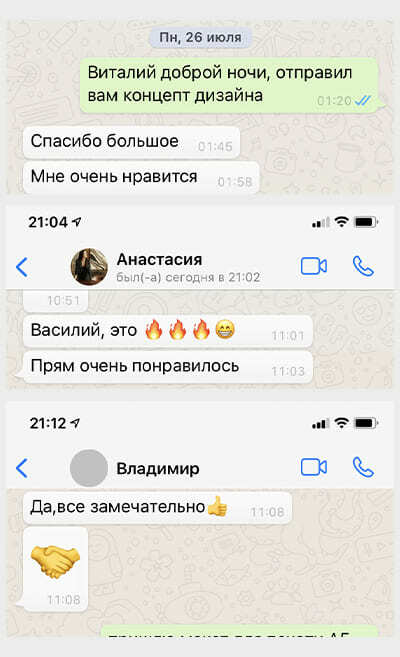 Пн, 26 июля
Виталий доброй ночи, отправил
вам концепт дизайна
01:20
Спасибо большое
01:45
Мне очень нравится
01:58
21:04
Анастасия
был(-а) сегодня в 21:02
10:51
Василий, это 🔥🔥🔥😁
11:01
Прям очень понравилось
11:03
21:12
Владимир
Да,все замечательно👍
11:08
🤝
11:08